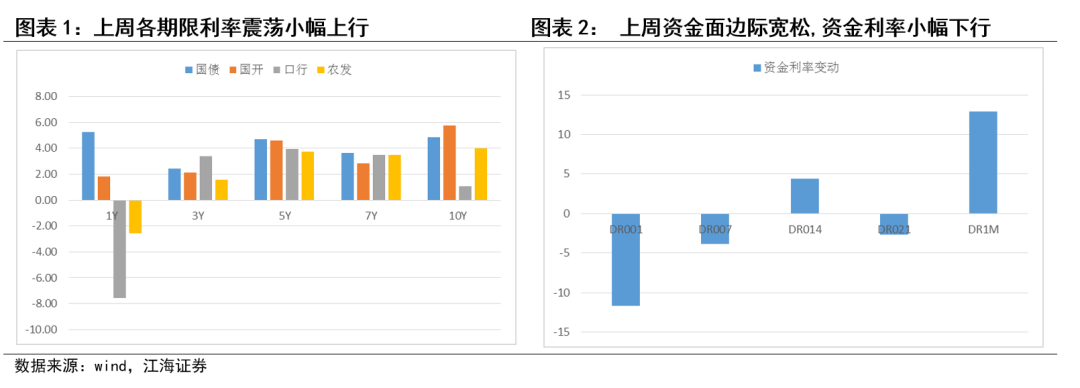 图表 1：上周各期限利率震荡小幅上行
国债 国开 口行 农发
8.00
6.00
4.00
2.00
0.00
-2.00
-4.00
-6.00
-8.00
-10.00
1Y 3Y 5Y 7Y 10Y
图表 2： 上周资金面边际宽松,资金利率小幅下行
资金利率变动
15
10
5
0
-5
-10
-15
DR001 DR007 DR014 DR021 DR1M
数据来源：wind，江海证券